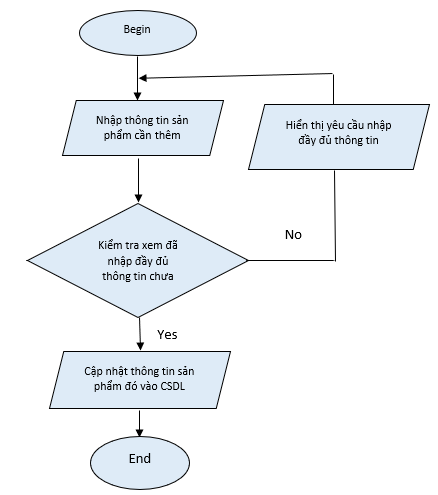 Begin
Nhập thông tin sản
phẩm cần thêm
Hiển thị yêu cầu nhập
đầy đủ thông tin
Kiểm tra xem đã
nhập đầy đủ
thông tin chưa
No
Yes
Cập nhật thông tin sản
phẩm đó vào CSDL
End